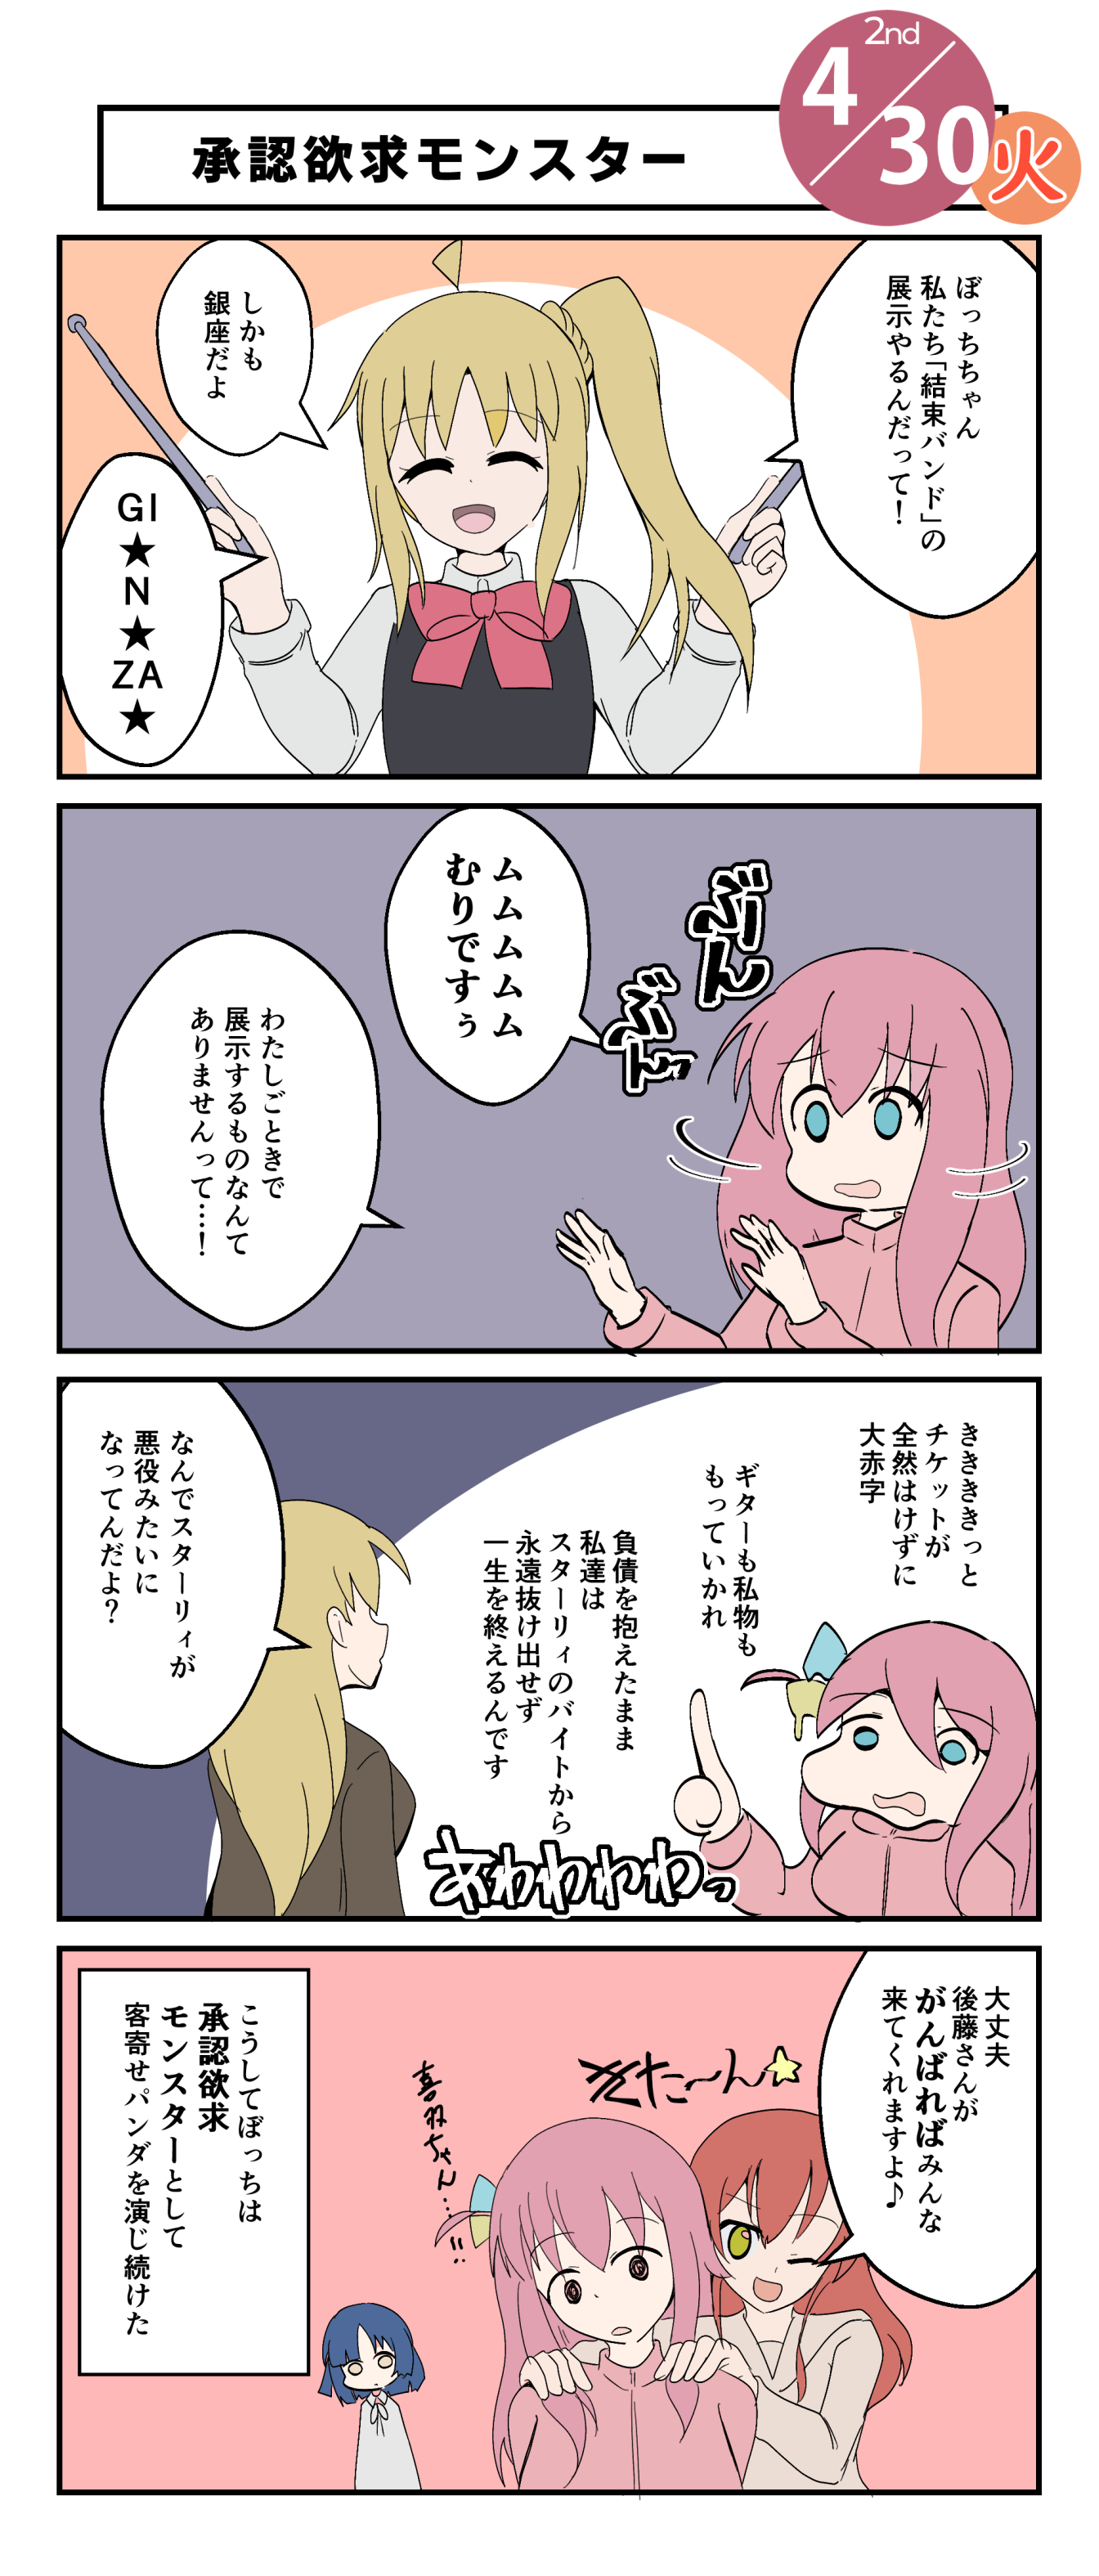 2nd
4/30
火
承認欲求モンスター
ぼっちちゃん
私たち「結束バンド」の
展示やるんだって！
しかも
銀座だよ
GI
★
N
★
ZA
★
ぶん
ぶんッ
ムムムムム
むりですぅ
わたしごときで
展示するものなんて
ありませんって…！
きききききっと
チケットが
全然はけずに
大赤字
ギターも私物も
もっていかれ
負債を抱えたまま
私達は
スターリィのバイトから
永遠抜け出せず
一生を終えるんです
あわわわわっ
なんでスターリィが
悪役みたいに
なってんだよ？
大丈夫
後藤さんが
がんばればみんな
来てくれますよ♪
きた～ん☆
喜多ちゃん…!!
こうしてぼっちは
承認欲求
モンスターとして
客寄せパンダを演じ続けた